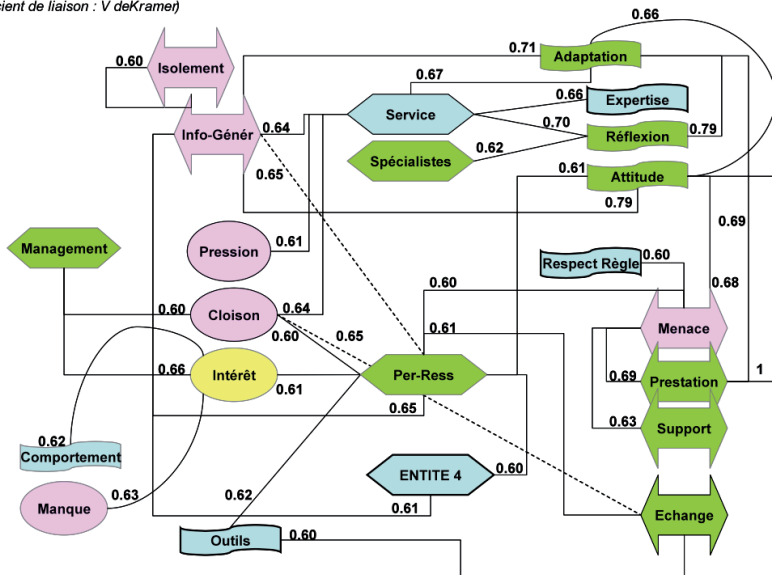 cient de liaison : V deKramer)
0.66
0.71
Adaptation
0.60
Isolement
0.67
0.66
Expertise
Service
0.70
Info-Génér
0.64
Réflexion
0.79
0.62
Spécialistes
0.61
Attitude
0.65
0.79
0.69
Management
Pression
0.61
Respect Règle
0.60
0.68
0.60
0.60
Cloison
0.64
0.60
0.65
0.61
Menace
0.66
Intérêt
0.61
Per-Ress
0.69
Prestation
1
0.65
0.63
Support
0.62
Comportement
ENTITE 4
0.60
0.63
Manque
0.62
0.61
Echange
Outils
0.60